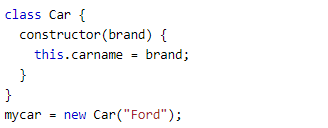 class Car {
  constructor(brand) {
    this.carname = brand;
  }
}
mycar = new Car("Ford");